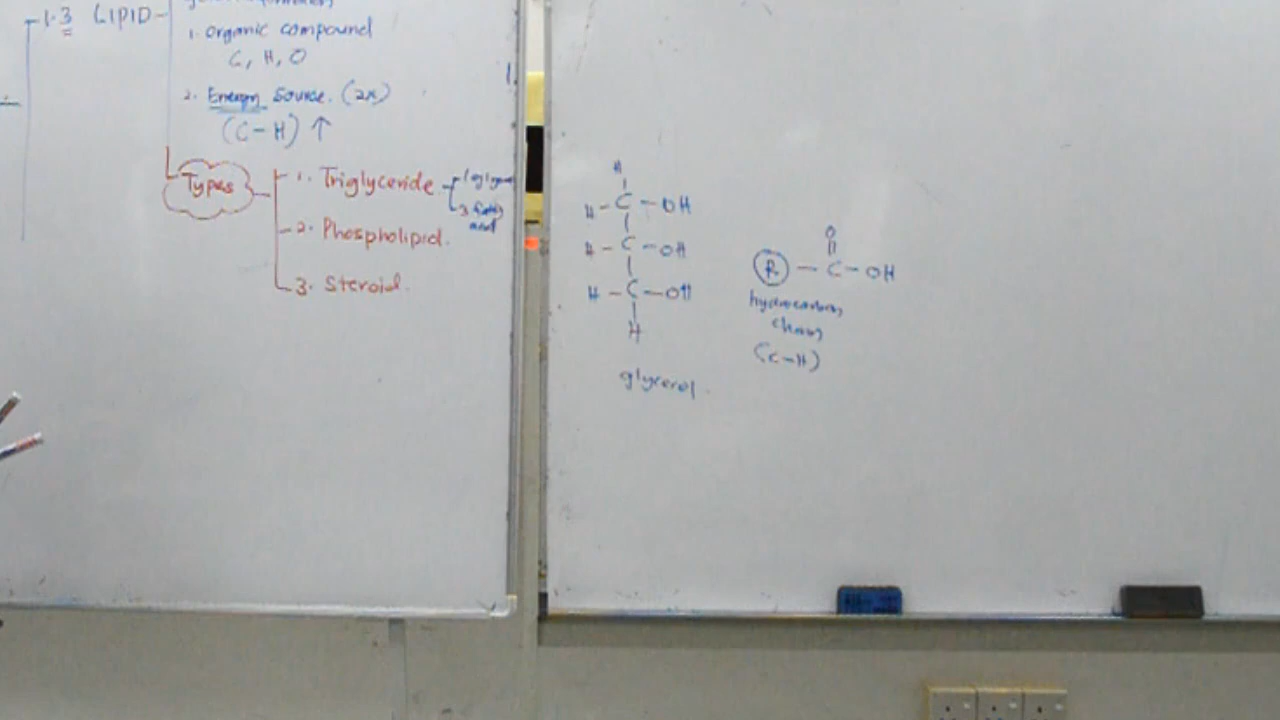 1.3 LIPID
1. Organic compound
C, H, O
2. Energy Source. (2x)
(C-H) ↑
Types
1. Triglyceride
3 fatty
acid
2. Phospholipid.
3. Steroid.
1.
H
H - C - OH
H - C - OH
H - C - OH
H
glycerol.
O
R - C - OH
hydrocarbon
chain
(C-H)